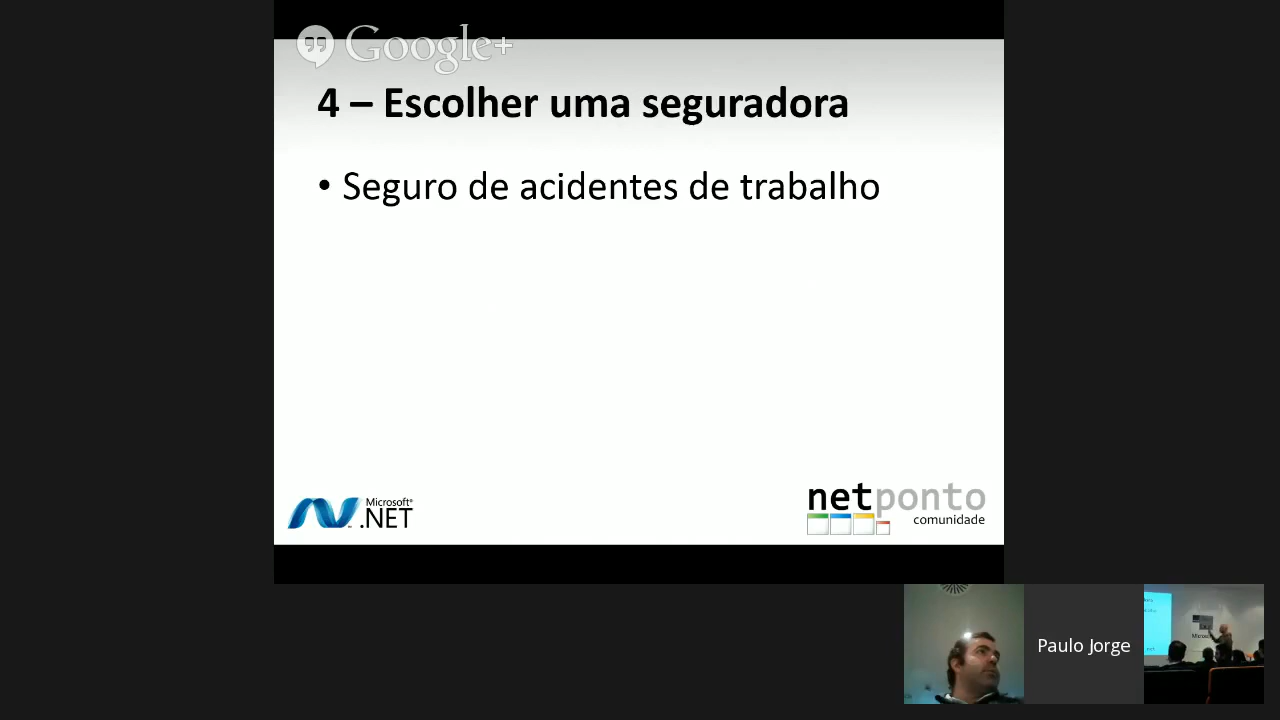 Google+
4 – Escolher uma seguradora
• Seguro de acidentes de trabalho
Microsoft®
.NET
netponto
comunidade
Paulo Jorge